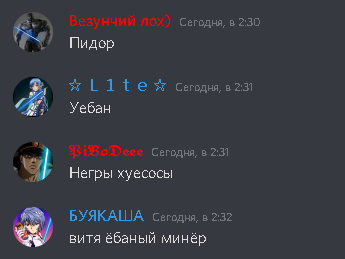 Везунчий лох)  Сегодня, в 2:30
Пидор
☆ L 1 t e ☆  Сегодня, в 2:31
Уебан
𝕻𝖎𝕭𝖔𝕯𝖊𝖊𝖗  Сегодня, в 2:31
Негры хуесосы
БУЯКАША  Сегодня, в 2:32
витя ёбаный минёр